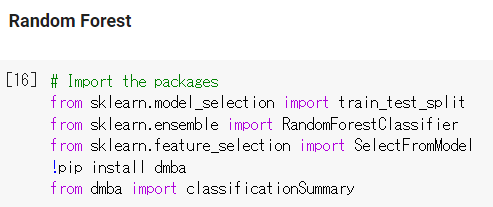 Random Forest
[16] # Import the packages
from sklearn.model_selection import train_test_split
from sklearn.ensemble import RandomForestClassifier
from sklearn.feature_selection import SelectFromModel
!pip install dmba
from dmba import classificationSummary